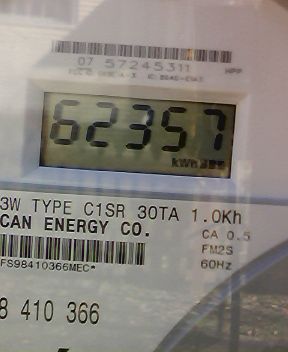 07 57245311
HPP
62357
kWh
3W TYPE C1SR 30TA 1.0Kh
CAN ENERGY CO.
CA 0.5
FM2S
FS98410366MEC*
60Hz
8 410 366